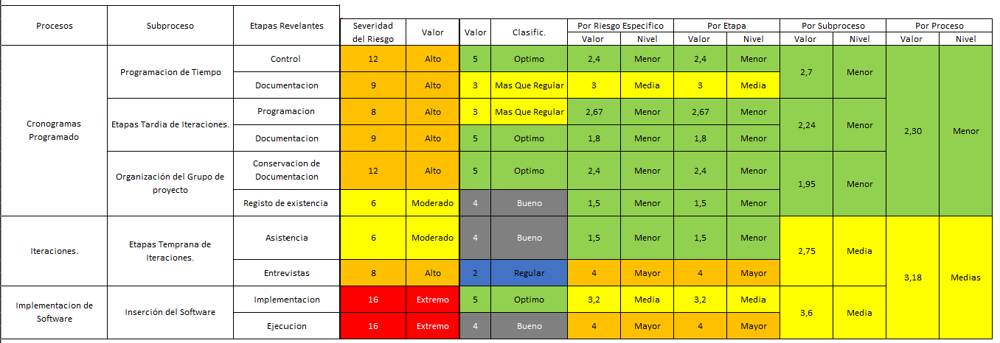 Procesos Subproceso Etapas Revelantes Severidad del Riesgo Valor Valor Clasific. Por Riesgo Especifico Por Etapa Por Subproceso Por Proceso
Valor Nivel Valor Nivel Valor Nivel Valor Nivel
Cronogramas Programado Programacion de Tiempo Control 12 Alto 5 Optimo 2,4 Menor 2,4 Menor 2,7 Menor 2,30 Menor
Documentacion 9 Alto 3 Mas Que Regular 3 Media 3 Media
Etapas Tardia de Iteraciones. Programacion 8 Alto 3 Mas Que Regular 2,67 Menor 2,67 Menor 2,24 Menor
Documentacion 9 Alto 5 Optimo 1,8 Menor 1,8 Menor
Organización del Grupo de proyecto Conservacion de Documentacion 12 Alto 5 Optimo 2,4 Menor 2,4 Menor 1,95 Menor
Registo de existencia 6 Moderado 4 Bueno 1,5 Menor 1,5 Menor
Iteraciones. Etapas Temprana de Iteraciones. Asistencia 6 Moderado 4 Bueno 1,5 Menor 1,5 Menor 2,75 Media 3,18 Medias
Entrevistas 8 Alto 2 Regular 4 Mayor 4 Mayor
Implementacion de Software Inserción del Software Implementacion 16 Extremo 5 Optimo 3,2 Media 3,2 Media 3,6 Media
Ejecucion 16 Extremo 4 Bueno 4 Mayor 4 Mayor